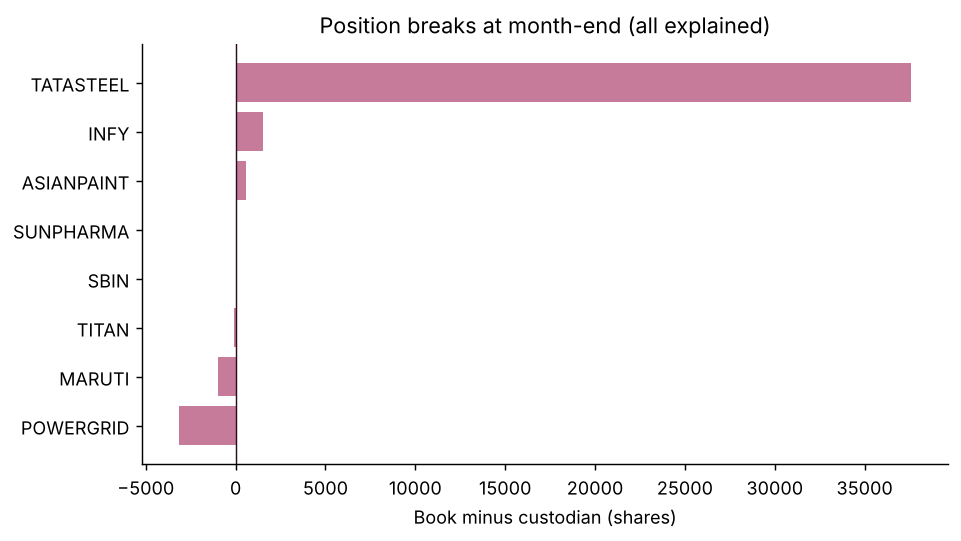 Position breaks at month-end (all explained)
TATASTEEL
INFY
ASIANPAINT
SUNPHARMA
SBIN
TITAN
MARUTI
POWERGRID
−5000 0 5000 10000 15000 20000 25000 30000 35000
Book minus custodian (shares)